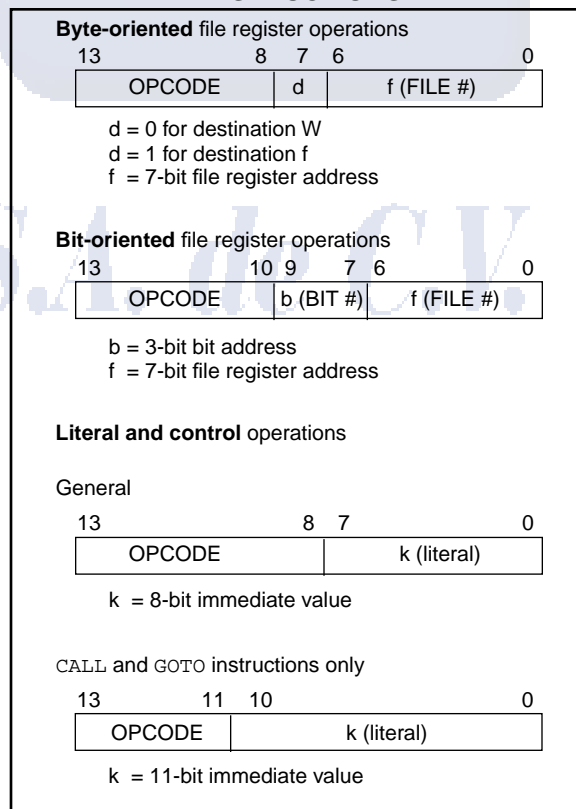 Byte-oriented file register operations
13 8 7 6 0
OPCODE d f (FILE #)
d = 0 for destination W
d = 1 for destination f
f = 7-bit file register address
Bit-oriented file register operations
13 10 9 7 6 0
OPCODE b (BIT #) f (FILE #)
b = 3-bit bit address
f = 7-bit file register address
Literal and control operations
General
13 8 7 0
OPCODE k (literal)
k = 8-bit immediate value
CALL and GOTO instructions only
13 11 10 0
OPCODE k (literal)
k = 11-bit immediate value
S.A. de C.V.